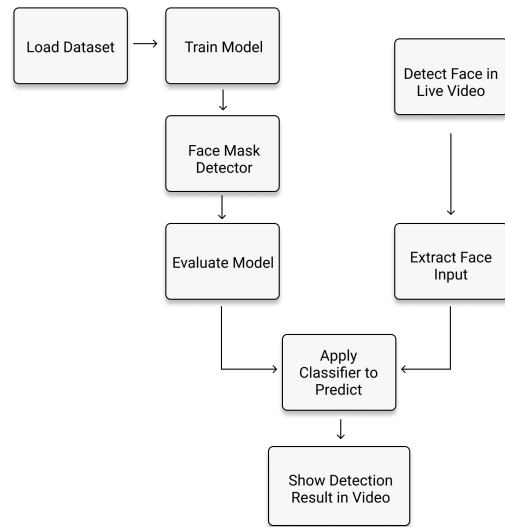 Load Dataset
Train Model
Detect Face in
Live Video
Face Mask
Detector
Evaluate Model
Extract Face
Input
Apply
Classifier to
Predict
Show Detection
Result in Video